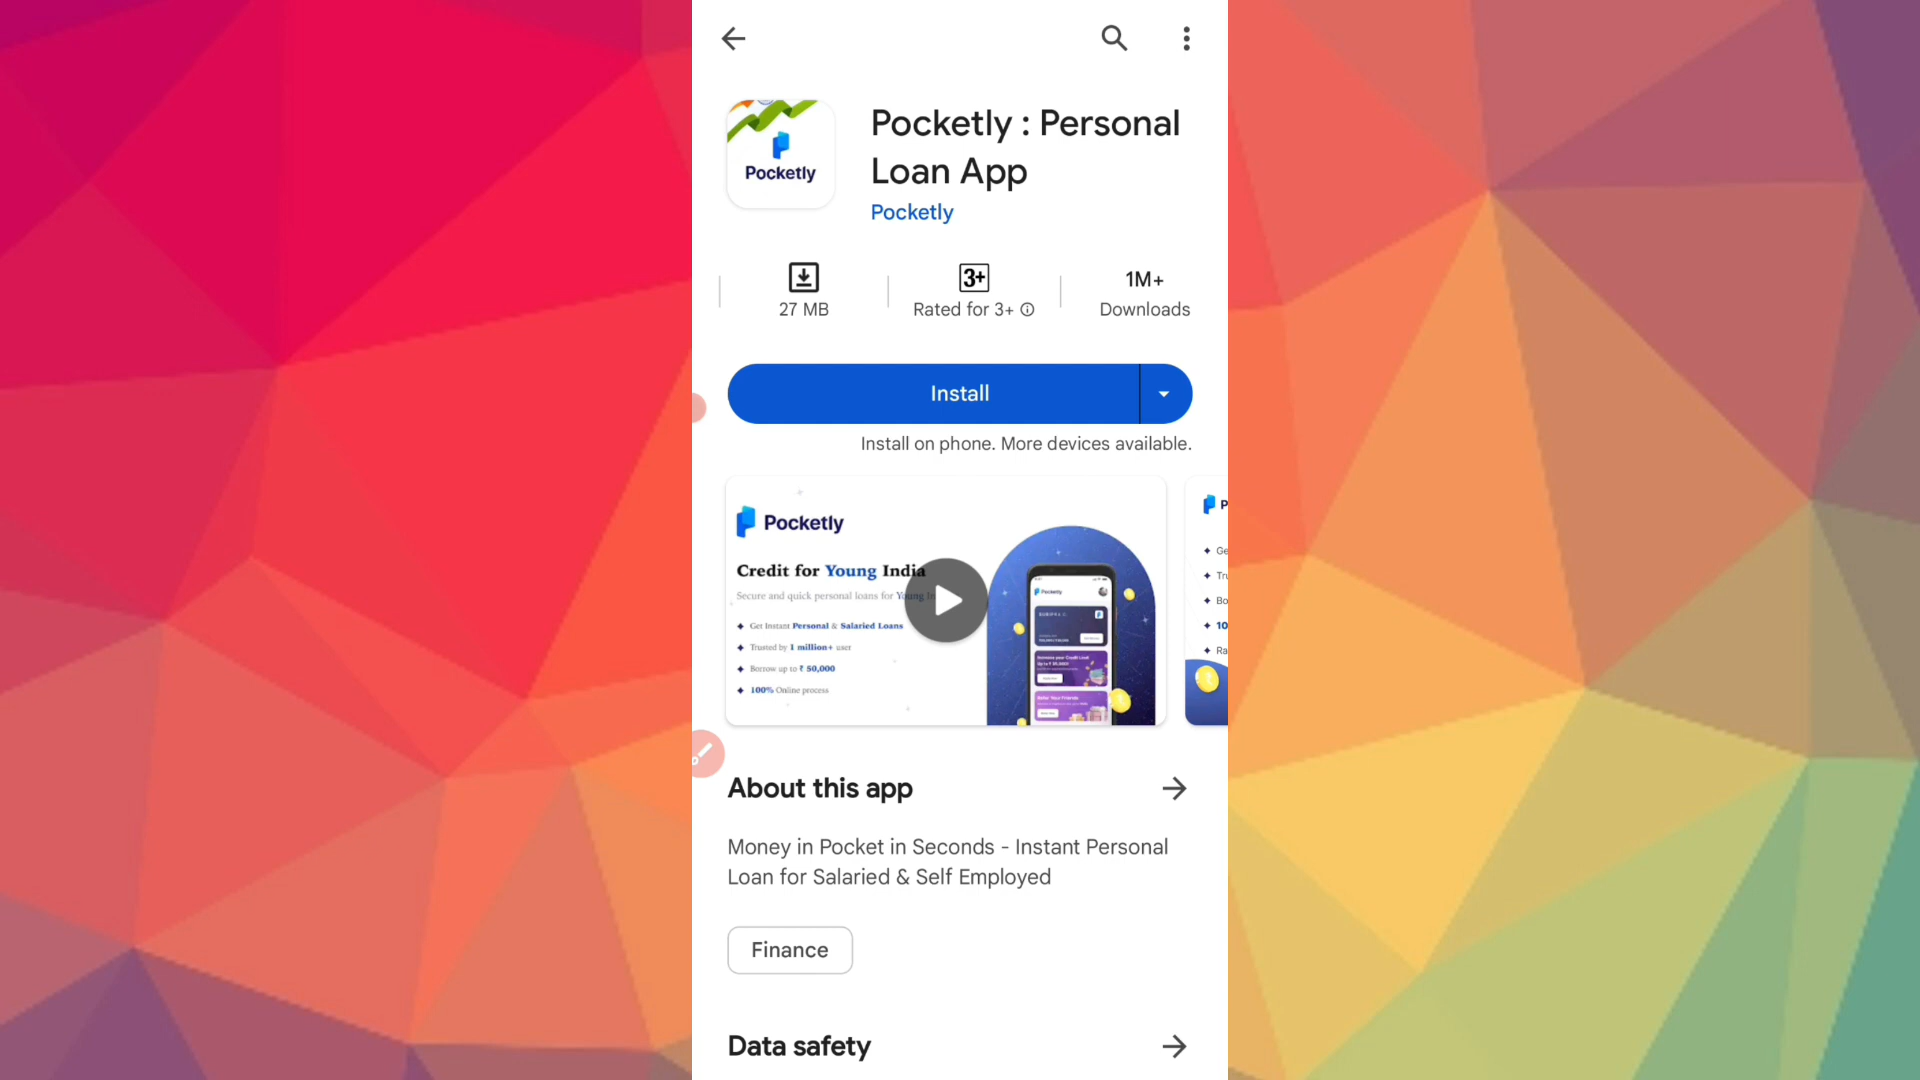 Pocketly
Pocketly : Personal
Loan App
Pocketly
27 MB
3+
Rated for 3+
1M+
Downloads
Install
Install on phone. More devices available.
Pocketly
Credit for Young India
Secure and quick personal loans for Young
Get Instant Personal & Salaried Loans
Trusted by 1 million+ user
Borrow up to ₹ 50,000
100% Online process
Pocketly
About this app
Money in Pocket in Seconds - Instant Personal
Loan for Salaried & Self Employed
Finance
Data safety